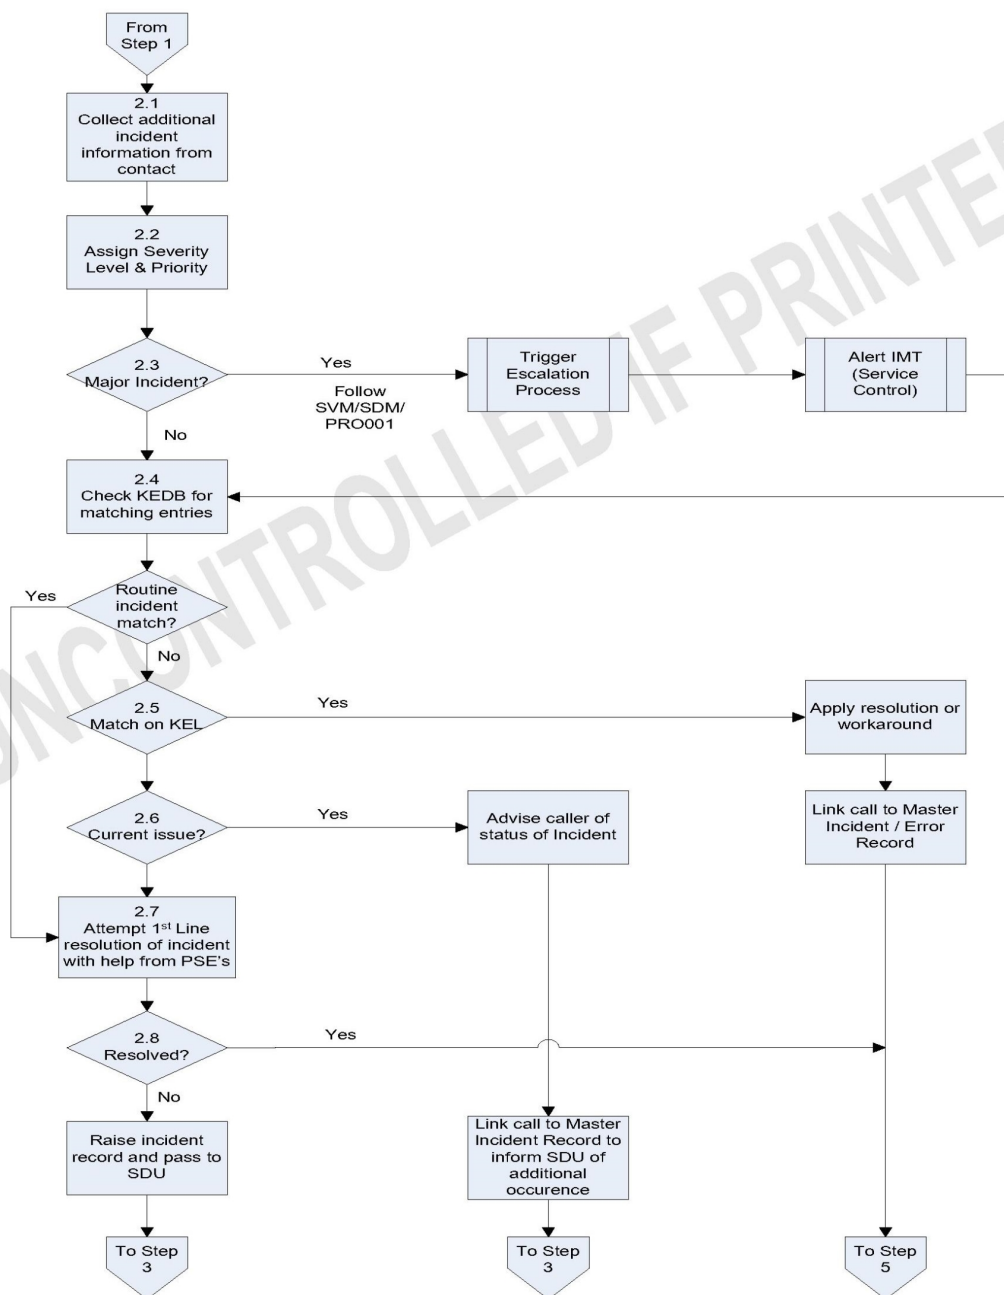 From
Step 1
2.1
Collect additional
incident
information from
contact
2.2
Assign Severity
Level & Priority
2.3
Major Incident?
Yes
Follow
SVM/SDM/
PRO001
Trigger
Escalation
Process
Alert IMT
(Service
Control)
No
2.4
Check KEDB for
matching entries
Yes
Routine
incident
match?
No
2.5
Match on KEL
Yes
Apply resolution or
workaround
2.6
Current issue?
Yes
Advise caller of
status of Incident
Link call to Master
Incident / Error
Record
2.7
Attempt 1st Line
resolution of incident
with help from PSE's
2.8
Resolved?
Yes
No
Raise incident
record and pass to
SDU
Link call to Master
Incident Record to
inform SDU of
additional
occurence
To Step
3
To Step
3
To Step
5
UNCONTROLLED IF PRINTED